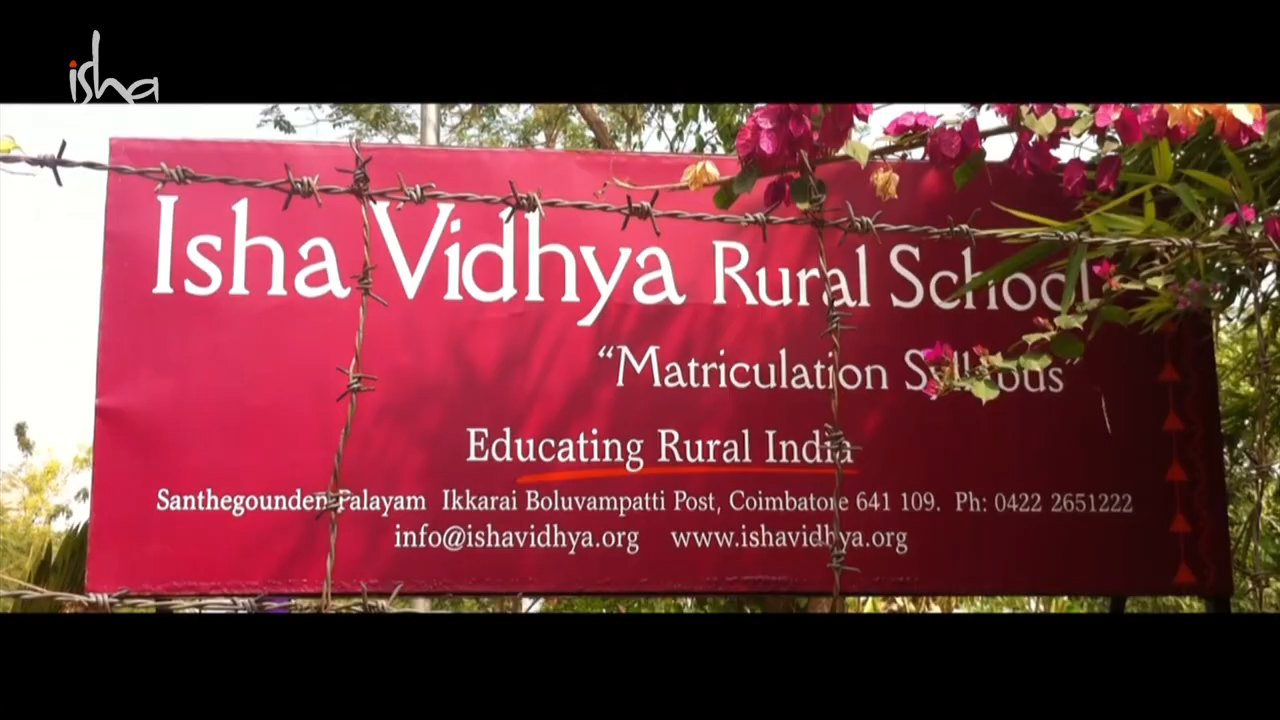 isha
Isha Vidhya Rural School
"Matriculation Syllabus"
Educating Rural India
Santhegounden Palayam Ikkarai Boluvampatti Post, Coimbatore 641 109. Ph: 0422 2651222
info@ishavidhya.org www.ishavidhya.org